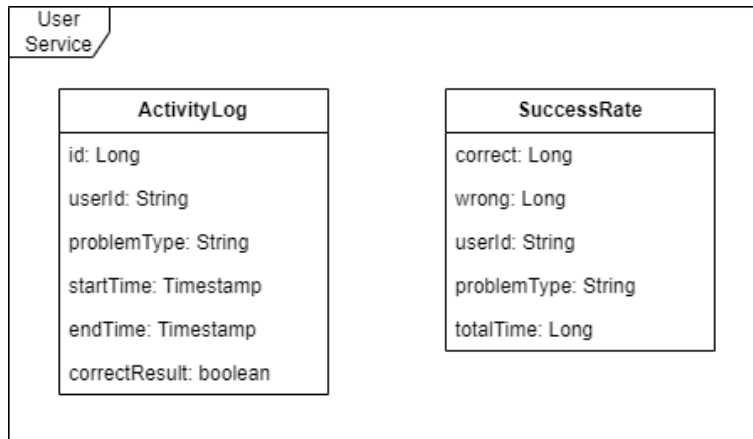 User
Service
ActivityLog
id: Long
userId: String
problemType: String
startTime: Timestamp
endTime: Timestamp
correctResult: boolean
SuccessRate
correct: Long
wrong: Long
userId: String
problemType: String
totalTime: Long